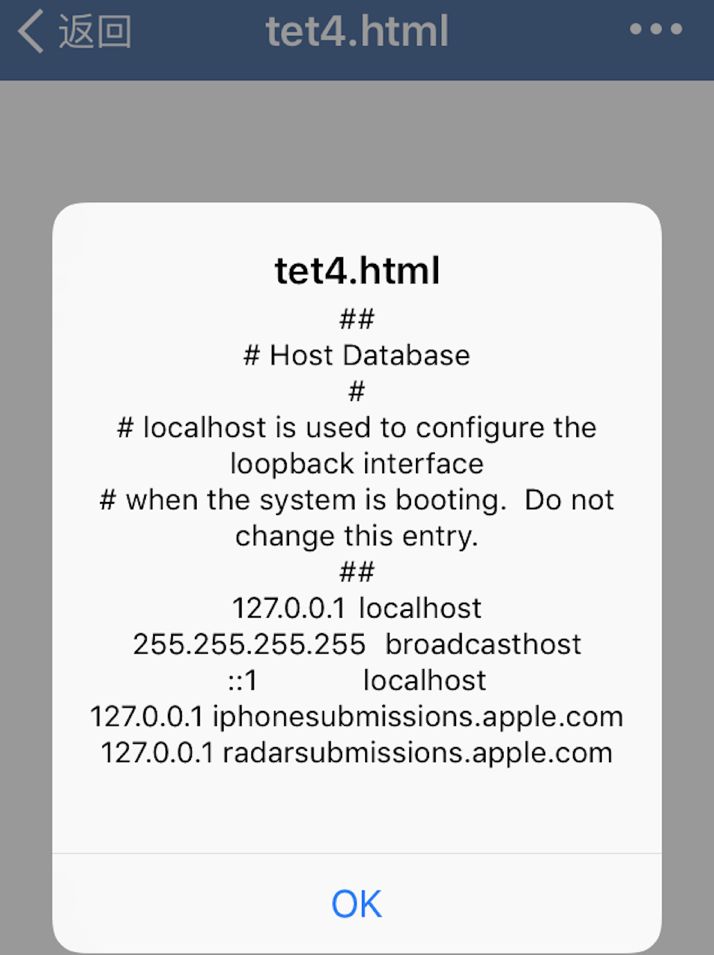 返回 tet4.html
tet4.html
##
# Host Database
#
# localhost is used to configure the
loopback interface
# when the system is booting.  Do not
change this entry.
##
127.0.0.1 localhost
255.255.255.255  broadcasthost
::1             localhost
127.0.0.1 iphonesubmissions.apple.com
127.0.0.1 radarsubmissions.apple.com
OK